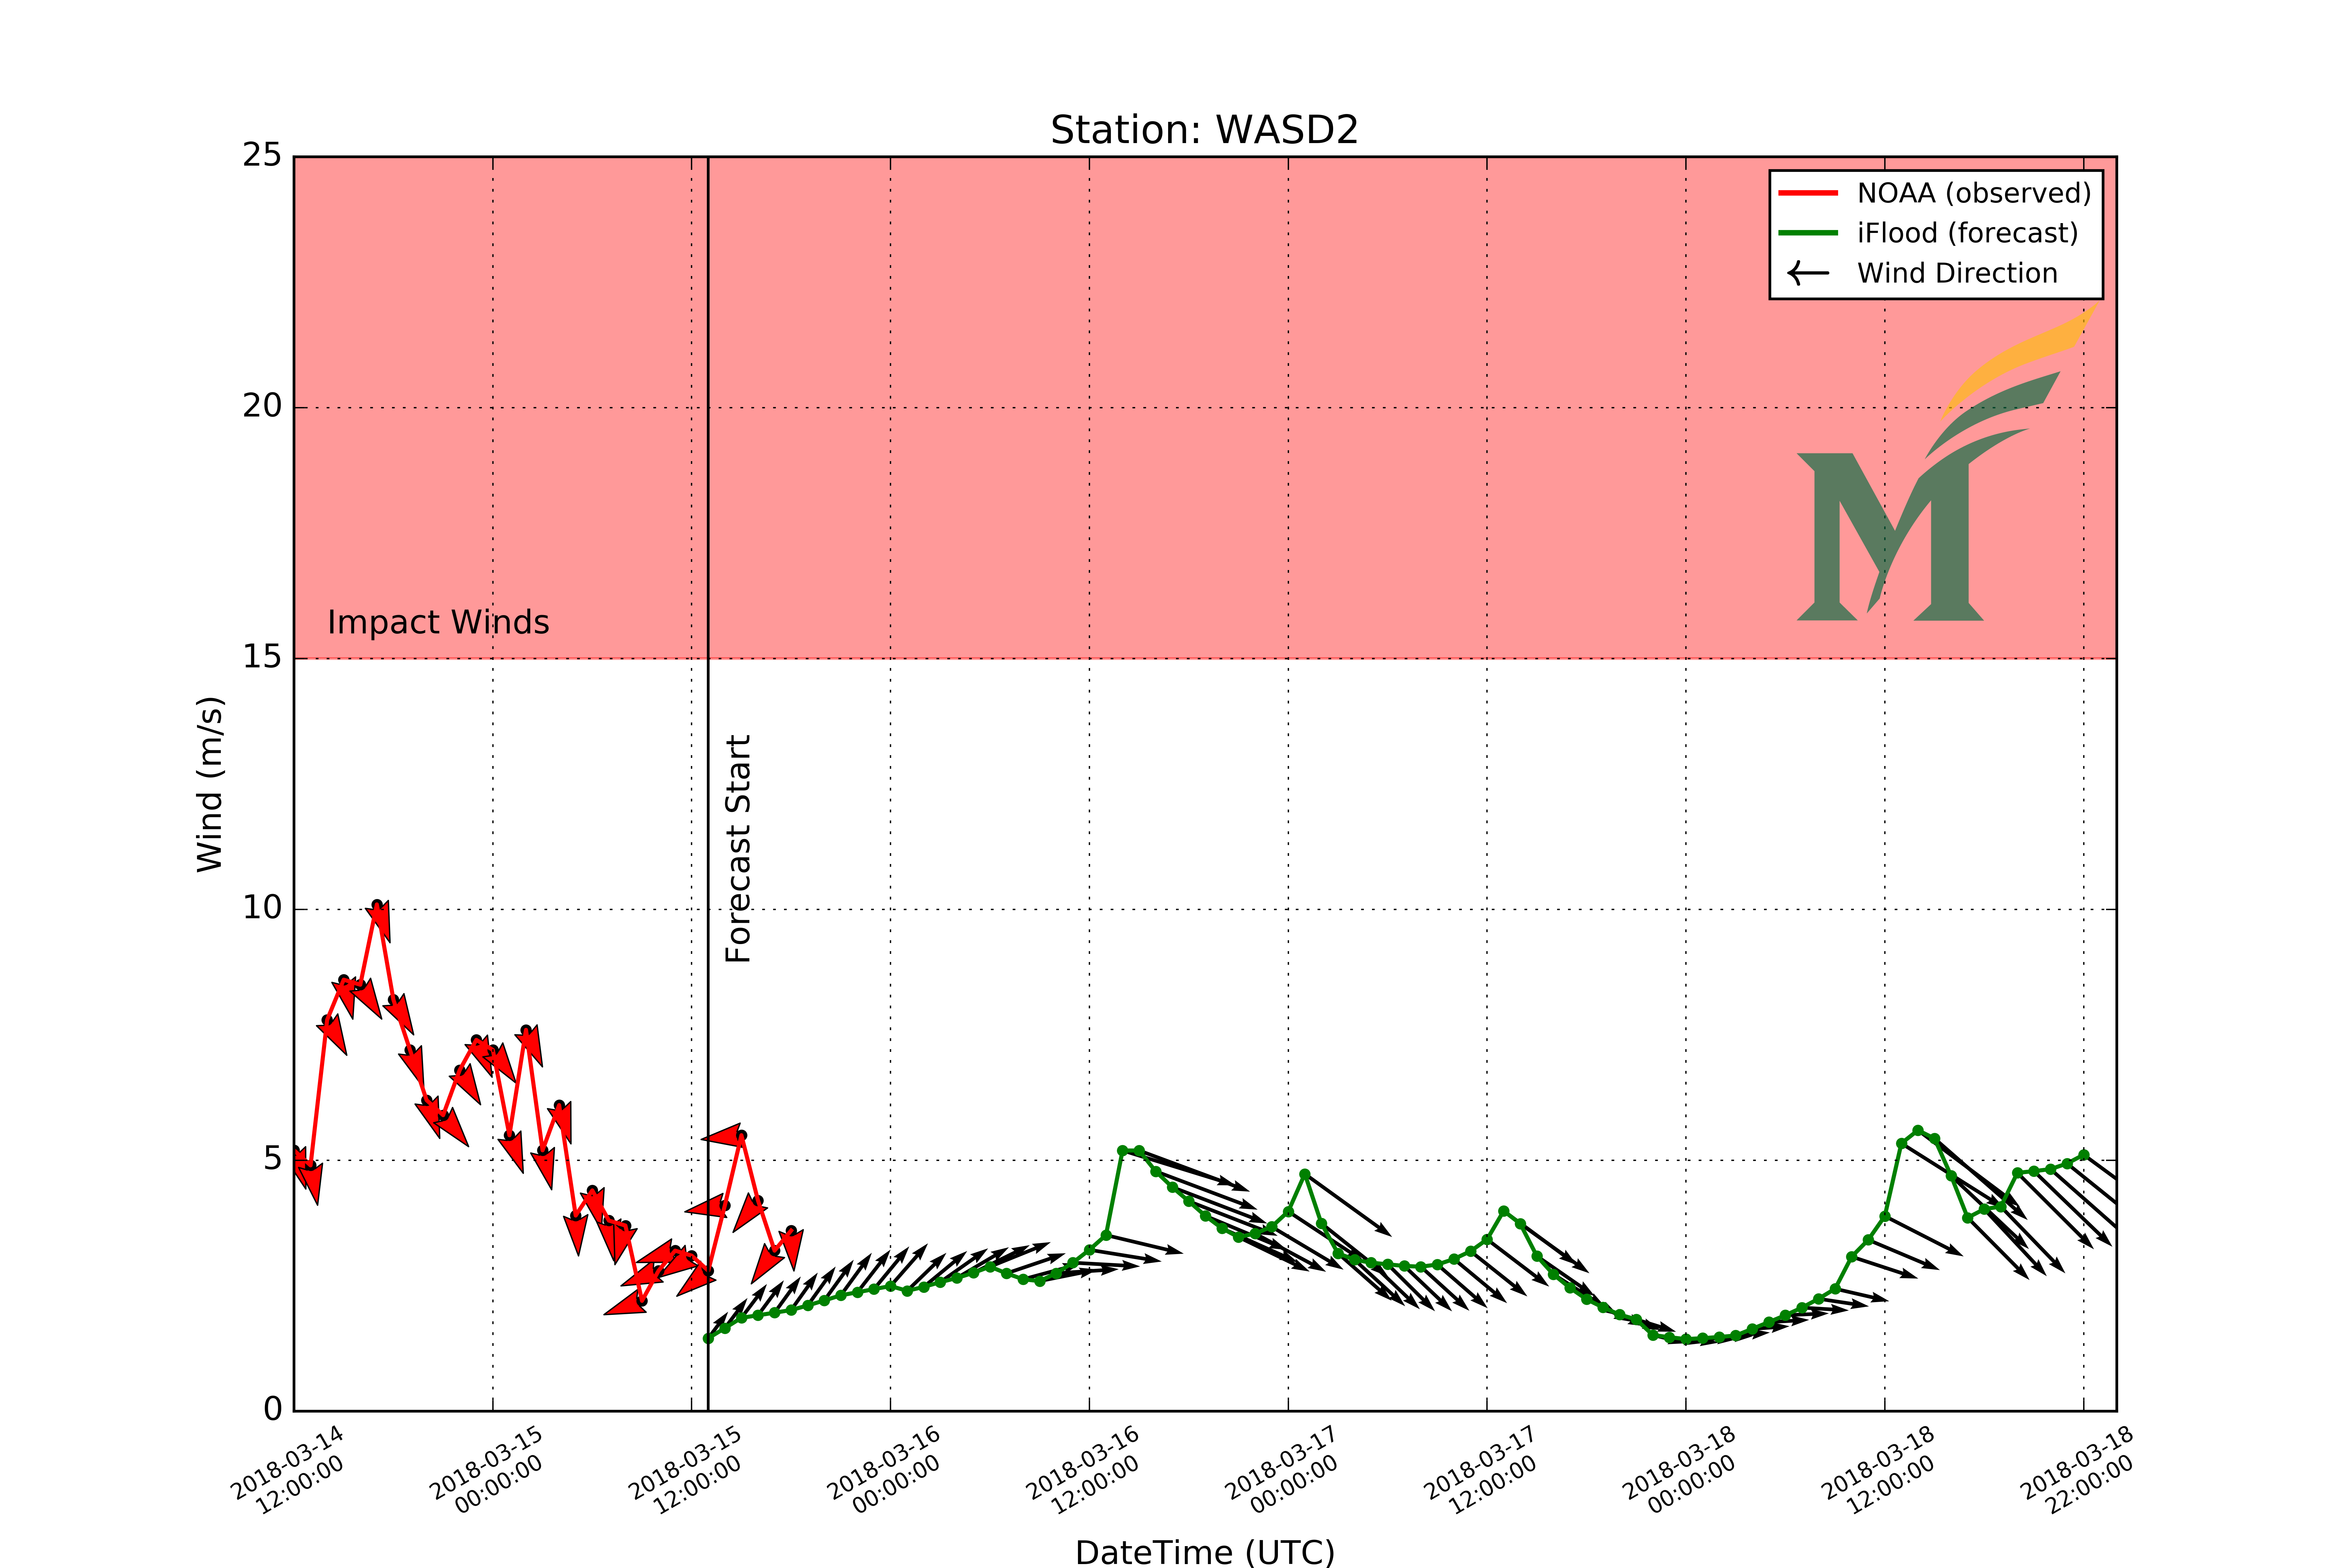 Station: WASD2
25
20
15
10
5
0
Wind (m/s)
NOAA (observed)
iFlood (forecast)
Wind Direction
Impact Winds
Forecast Start
2018-03-14
12:00:00
2018-03-15
00:00:00
2018-03-15
12:00:00
2018-03-16
00:00:00
2018-03-16
12:00:00
2018-03-17
00:00:00
2018-03-17
12:00:00
2018-03-18
00:00:00
2018-03-18
12:00:00
2018-03-18
22:00:00
DateTime (UTC)
M